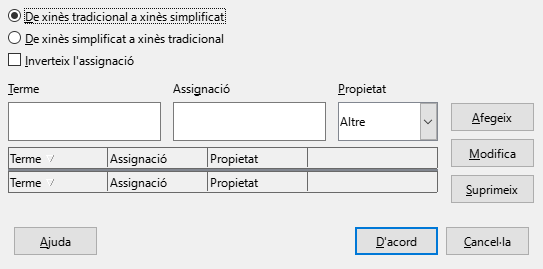 De xinès tradicional a xinès simplificat
De xinès simplificat a xinès tradicional
Inverteix l'assignació
Terme Assignació Propietat
Altre Afegeix
Terme Assignació Propietat Modifica
Terme Assignació Propietat Suprimeix
Ajuda D'acord Cancel·la